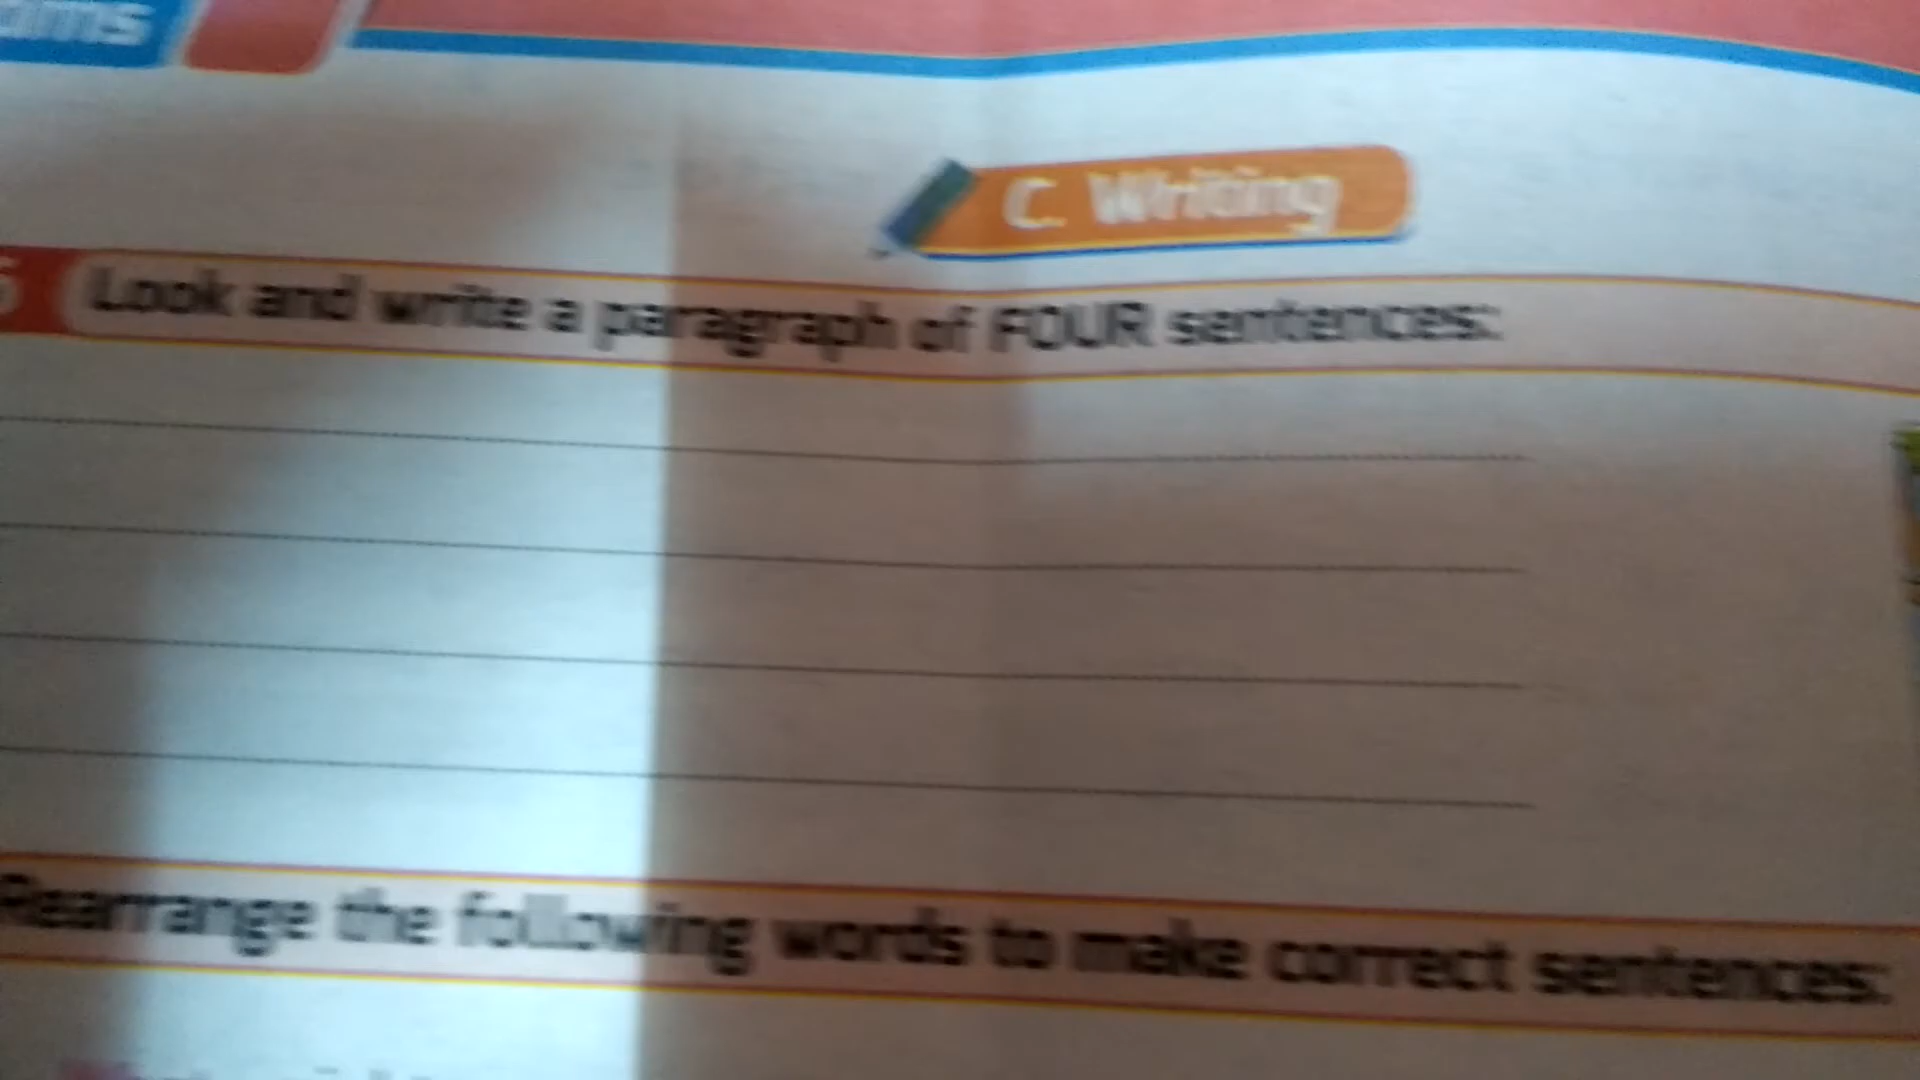 C. Writing
Look and write a paragraph of FOUR sentences:
Rearrange the following words to make correct sentences: